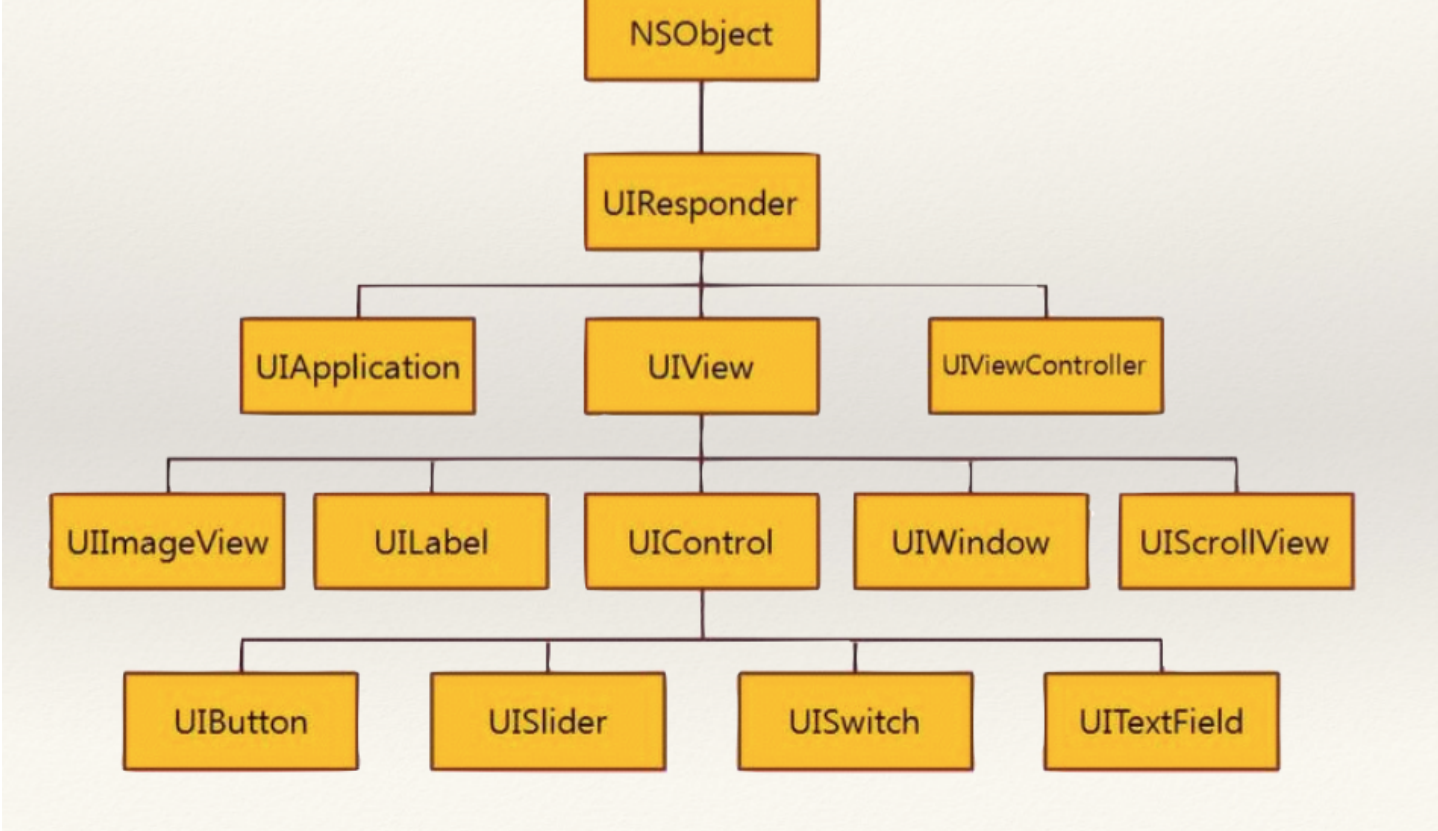 NSObject
UIResponder
UIApplication
UIView
UIViewController
UIImageView
UILabel
UIControl
UIWindow
UIScrollView
UIButton
UISlider
UISwitch
UITextField